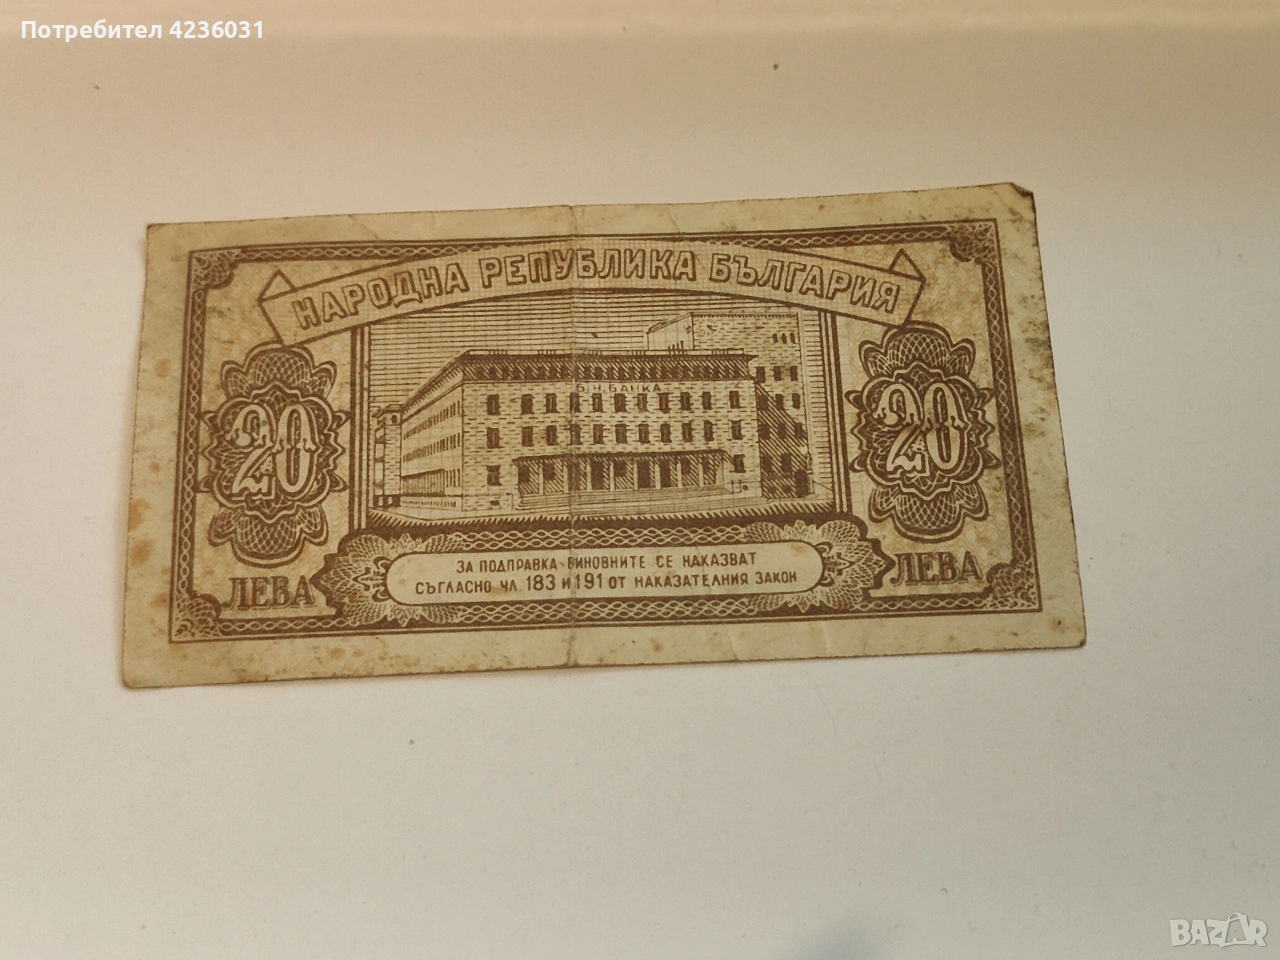 Потребител 4236031
НАРОДНА РЕПУБЛИКА БЪЛГАРИЯ
Б.Н.БАНКА
20
20
ЗА ПОДПРАВКА ВИНОВНИТЕ СЕ НАКАЗВАТ
СЪГЛАСНО ЧЛ. 183 И 191 ОТ НАКАЗАТЕЛНИЯ ЗАКОН
ЛЕВА
ЛЕВА
BAZAR